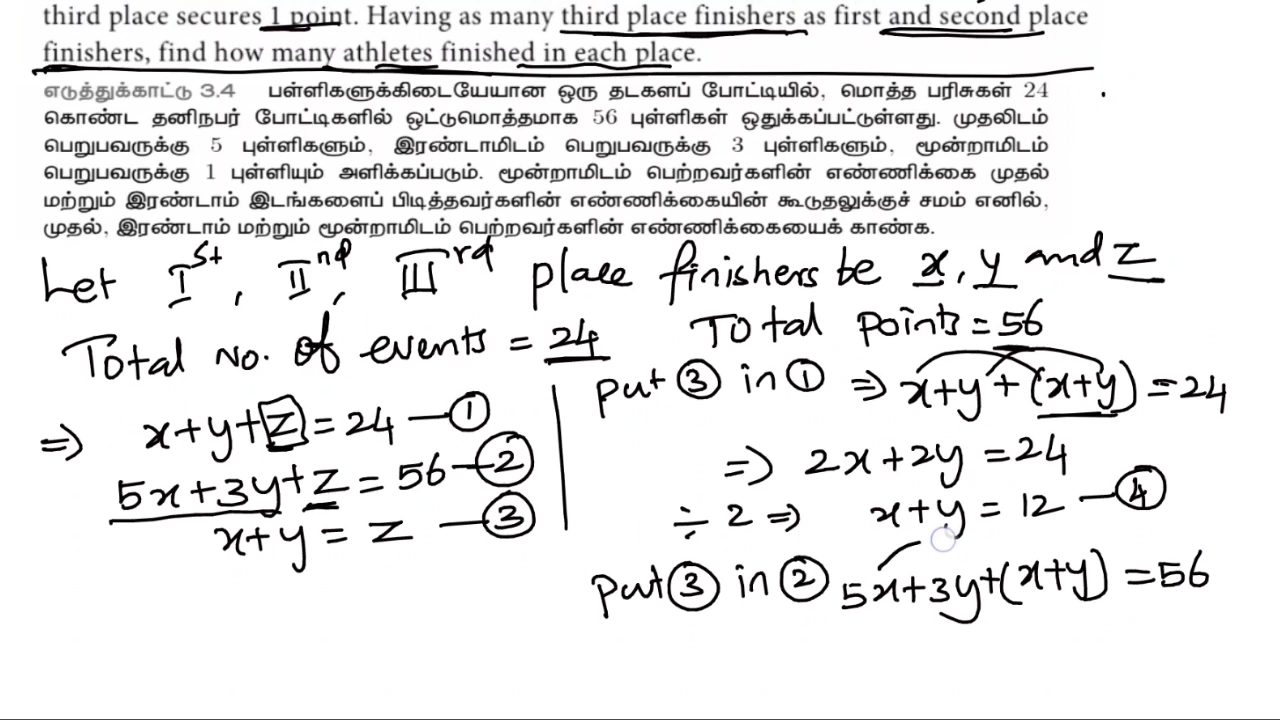 third place secures 1 point. Having as many third place finishers as first and second place
finishers, find how many athletes finished in each place.
எடுத்துக்காட்டு 3.4 பள்ளிகளுக்கிடையேயான ஒரு தடகளப் போட்டியில், மொத்த பரிசுகள் 24
கொண்ட தனிநபர் போட்டிகளில் ஒட்டுமொத்தமாக 56 புள்ளிகள் ஒதுக்கப்பட்டுள்ளது. முதலிடம்
பெறுபவருக்கு 5 புள்ளிகளும், இரண்டாமிடம் பெறுபவருக்கு 3 புள்ளிகளும், மூன்றாமிடம்
பெறுபவருக்கு 1 புள்ளியும் அளிக்கப்படும். மூன்றாமிடம் பெற்றவர்களின் எண்ணிக்கை முதல்
மற்றும் இரண்டாம் இடங்களைப் பிடித்தவர்களின் எண்ணிக்கையின் கூடுதலுக்குச் சமம் எனில்,
முதல், இரண்டாம் மற்றும் மூன்றாமிடம் பெற்றவர்களின் எண்ணிக்கையைக் காண்க.
Let I st, II nd, III rd place finishers be x, y and z
Total No. of events = 24 Total points = 56
⇒ x+y+z = 24 — ①
5x+3y+z = 56 — ②
x+y = z — ③
put ③ in ① ⇒ x+y+(x+y) = 24
⇒ 2x+2y = 24
÷ 2 ⇒ x+y = 12 — ④
put ③ in ② 5x+3y+(x+y) = 56